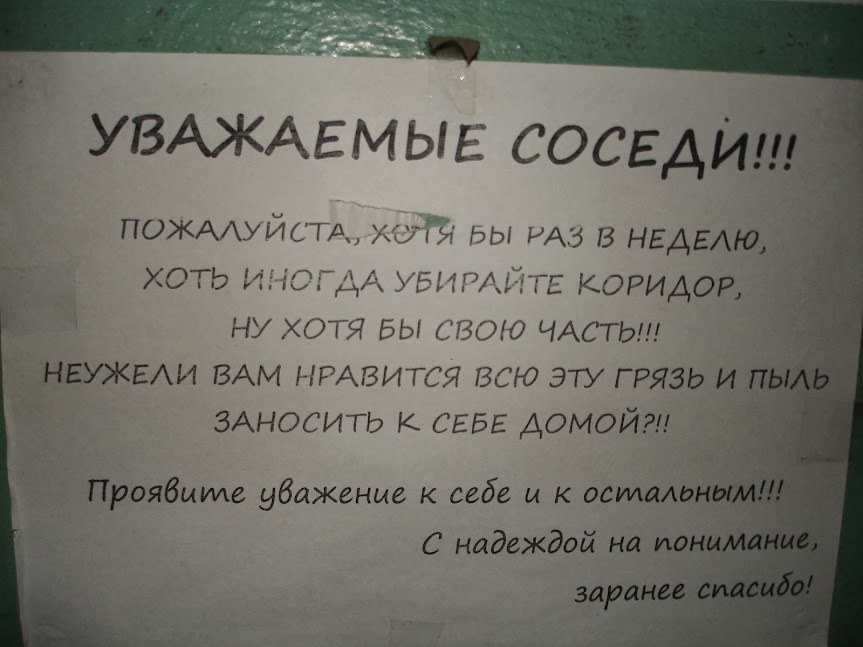 УВАЖАЕМЫЕ СОСЕДИ!!!
ПОЖАЛУЙСТА, ХОТЯ БЫ РАЗ В НЕДЕЛЮ,
ХОТЬ ИНОГДА УБИРАЙТЕ КОРИДОР,
НУ ХОТЯ БЫ СВОЮ ЧАСТЬ!!!
НЕУЖЕЛИ ВАМ НРАВИТСЯ ВСЮ ЭТУ ГРЯЗЬ И ПЫЛЬ
ЗАНОСИТЬ К СЕБЕ ДОМОЙ?!!
Проявите уважение к себе и к остальным!!!
С надеждой на понимание,
заранее спасибо!